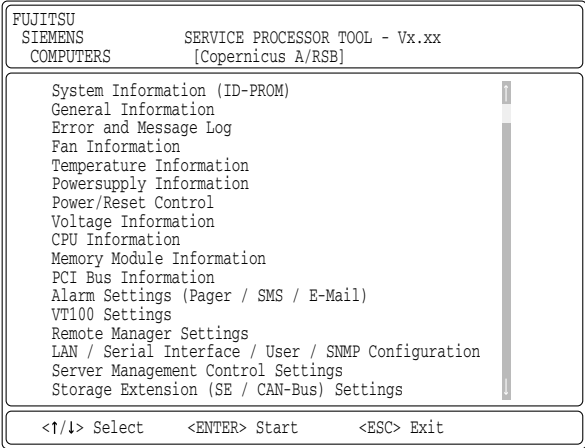 FUJITSU
SIEMENS SERVICE PROCESSOR TOOL - Vx.xx
COMPUTERS [Copernicus A/RSB]
System Information (ID-PROM)
General Information
Error and Message Log
Fan Information
Temperature Information
Powersupply Information
Power/Reset Control
Voltage Information
CPU Information
Memory Module Information
PCI Bus Information
Alarm Settings (Pager / SMS / E-Mail)
VT100 Settings
Remote Manager Settings
LAN / Serial Interface / User / SNMP Configuration
Server Management Control Settings
Storage Extension (SE / CAN-Bus) Settings
<↑/↓> Select <ENTER> Start <ESC> Exit